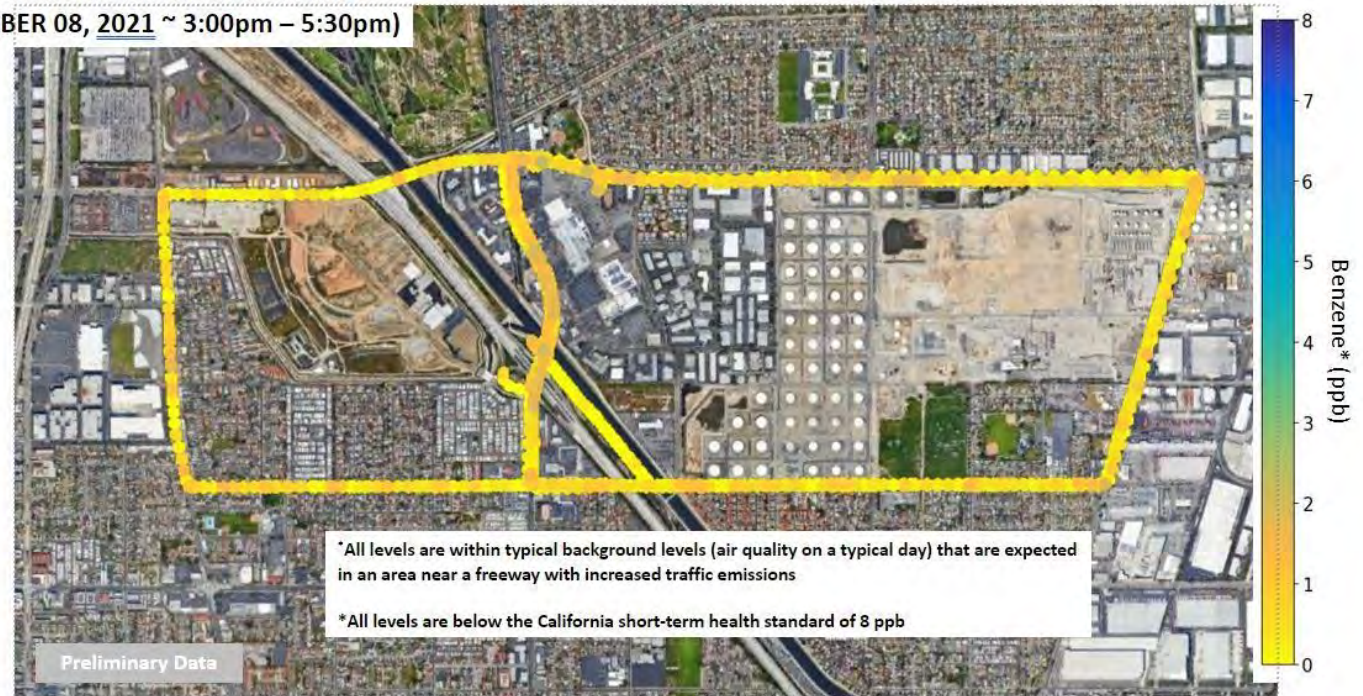 BER 08, 2021 ~ 3:00pm – 5:30pm)
8
7
6
5
4
3
2
1
0
Benzene* (ppb)
*All levels are within typical background levels (air quality on a typical day) that are expected
in an area near a freeway with increased traffic emissions
*All levels are below the California short-term health standard of 8 ppb
Preliminary Data